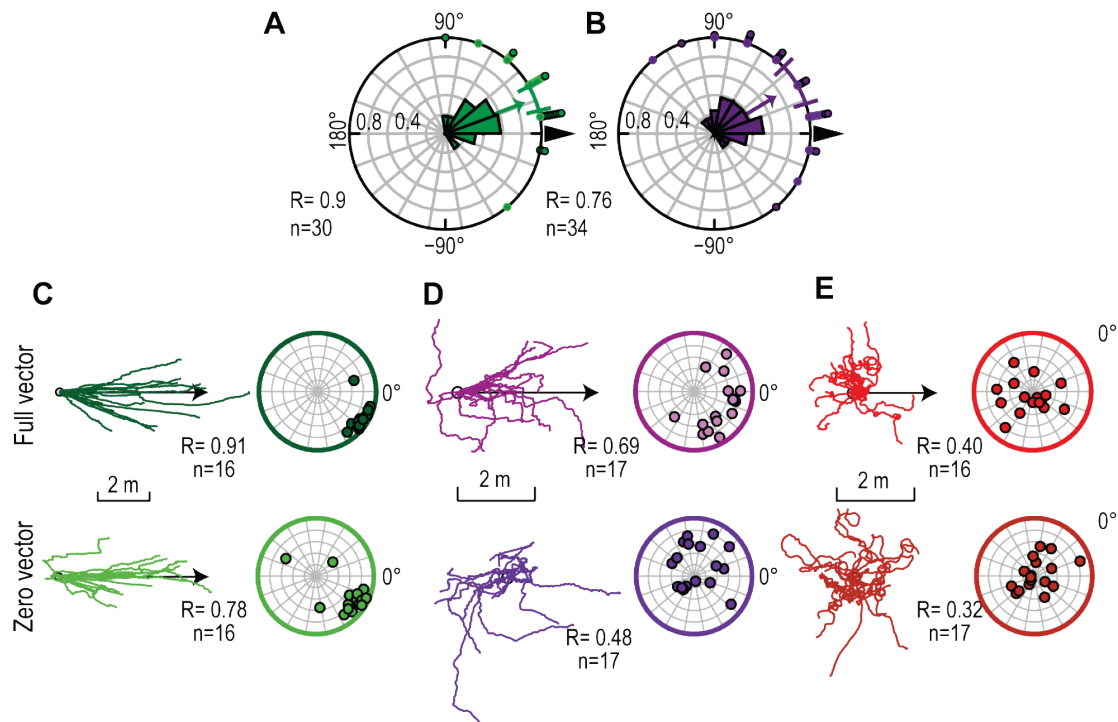 A
90°
180°
0.8 0.4
−90°
R= 0.9
n=30
B
90°
180°
0.8 0.4
−90°
R= 0.76
n=34
C
D
E
Full vector
0°
R= 0.91
n=16
2 m
0°
R= 0.69
n=17
2 m
0°
R= 0.40
n=16
2 m
Zero vector
0°
R= 0.78
n=16
0°
R= 0.48
n=17
0°
R= 0.32
n=17